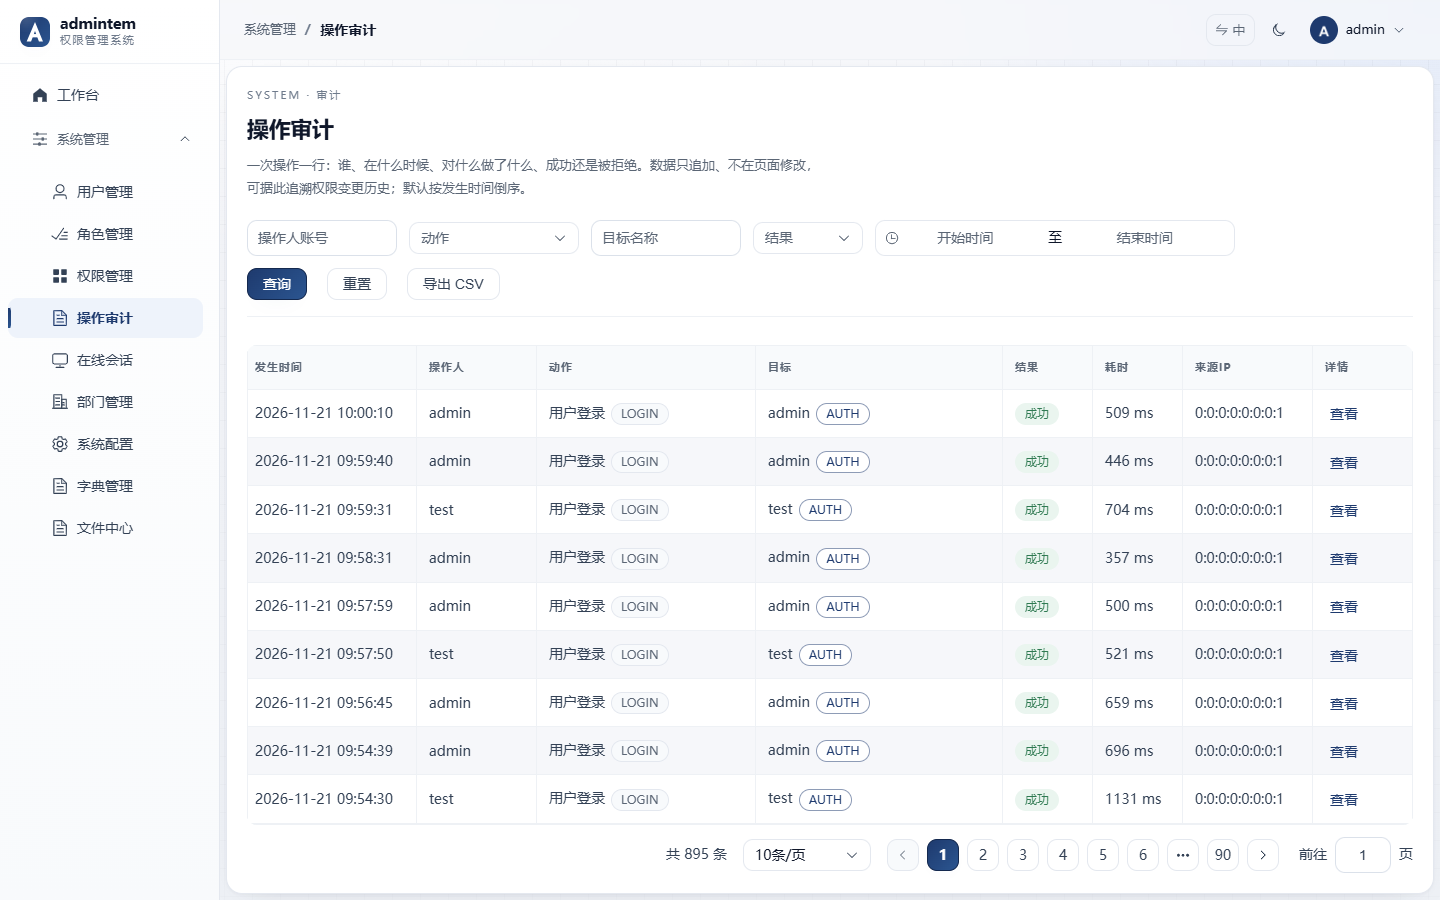 admintem
权限管理系统
工作台
系统管理
用户管理
角色管理
权限管理
操作审计
在线会话
部门管理
系统配置
字典管理
文件中心
系统管理 / 操作审计
中
A admin
SYSTEM · 审计
操作审计
一次操作一行：谁、在什么时候、对什么做了什么、成功还是被拒绝。数据只追加、不在页面修改，
可据此追溯权限变更历史；默认按发生时间倒序。
操作人账号 动作 目标名称 结果 开始时间 至 结束时间
查询 重置 导出 CSV
发生时间 操作人 动作 目标 结果 耗时 来源IP 详情
2026-11-21 10:00:10 admin 用户登录 LOGIN admin AUTH 成功 509 ms 0:0:0:0:0:0:0:1 查看
2026-11-21 09:59:40 admin 用户登录 LOGIN admin AUTH 成功 446 ms 0:0:0:0:0:0:0:1 查看
2026-11-21 09:59:31 test 用户登录 LOGIN test AUTH 成功 704 ms 0:0:0:0:0:0:0:1 查看
2026-11-21 09:58:31 admin 用户登录 LOGIN admin AUTH 成功 357 ms 0:0:0:0:0:0:0:1 查看
2026-11-21 09:57:59 admin 用户登录 LOGIN admin AUTH 成功 500 ms 0:0:0:0:0:0:0:1 查看
2026-11-21 09:57:50 test 用户登录 LOGIN test AUTH 成功 521 ms 0:0:0:0:0:0:0:1 查看
2026-11-21 09:56:45 admin 用户登录 LOGIN admin AUTH 成功 659 ms 0:0:0:0:0:0:0:1 查看
2026-11-21 09:54:39 admin 用户登录 LOGIN admin AUTH 成功 696 ms 0:0:0:0:0:0:0:1 查看
2026-11-21 09:54:30 test 用户登录 LOGIN test AUTH 成功 1131 ms 0:0:0:0:0:0:0:1 查看
共 895 条 10条/页 1 2 3 4 5 6 ••• 90 前往 1 页